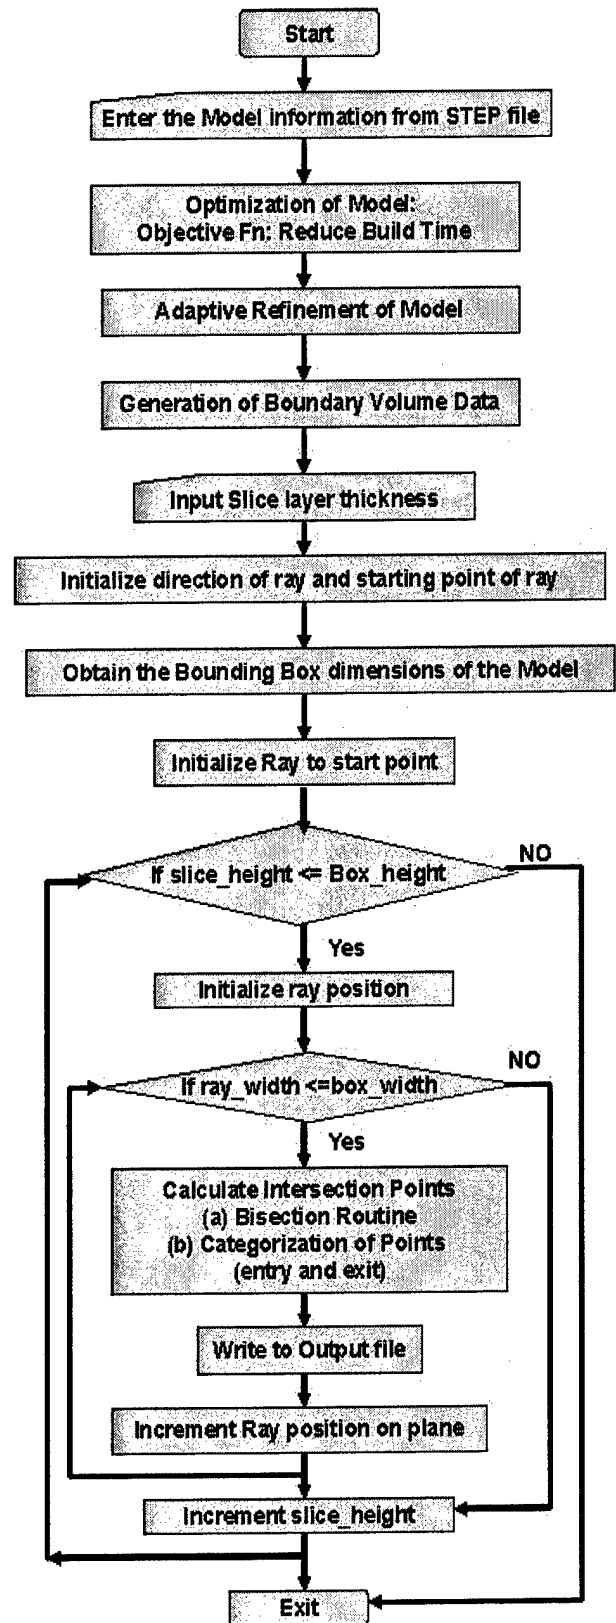 Start
Enter the Model information from STEP file
Optimization of Model:
Objective Fn: Reduce Build Time
Adaptive Refinement of Model
Generation of Boundary Volume Data
Input Slice layer thickness
Initialize direction of ray and starting point of ray
Obtain the Bounding Box dimensions of the Model
Initialize Ray to start point
If slice_height <= Box_height
NO
Yes
Initialize ray position
If ray_width <=box_width
NO
Yes
Calculate Intersection Points
(a) Bisection Routine
(b) Categorization of Points
(entry and exit)
Write to Output file
Increment Ray position on plane
Increment slice_height
Exit